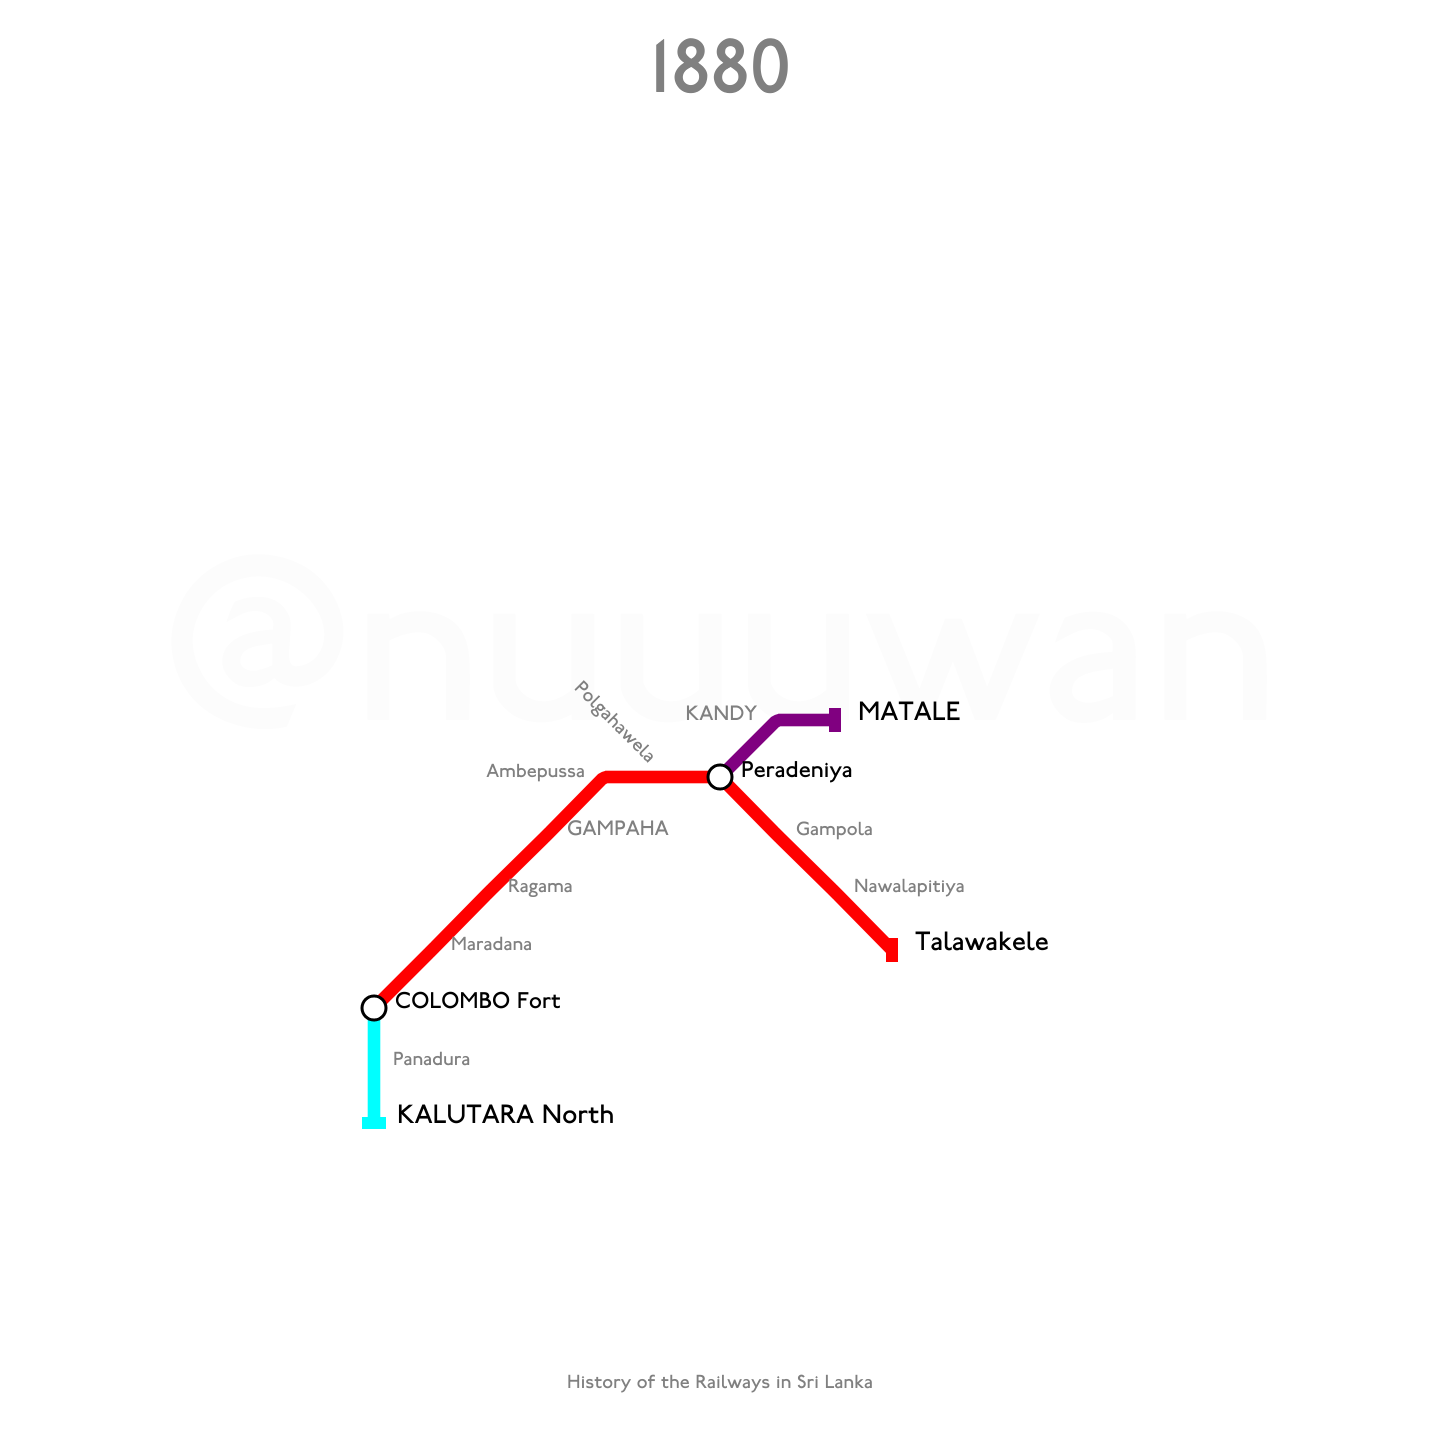 1880
@nuuuwan
Polgahawela
KANDY
MATALE
Ambepussa
Peradeniya
GAMPAHA
Gampola
Ragama
Nawalapitiya
Maradana
Talawakele
COLOMBO Fort
Panadura
KALUTARA North
History of the Railways in Sri Lanka